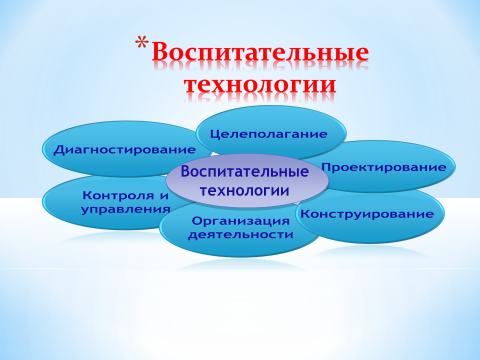 *Воспитательные
технологии
Целеполагание
Диагностирование
Проектирование
Воспитательные
технологии
Контроля и
управления
Конструирование
Организация
деятельности